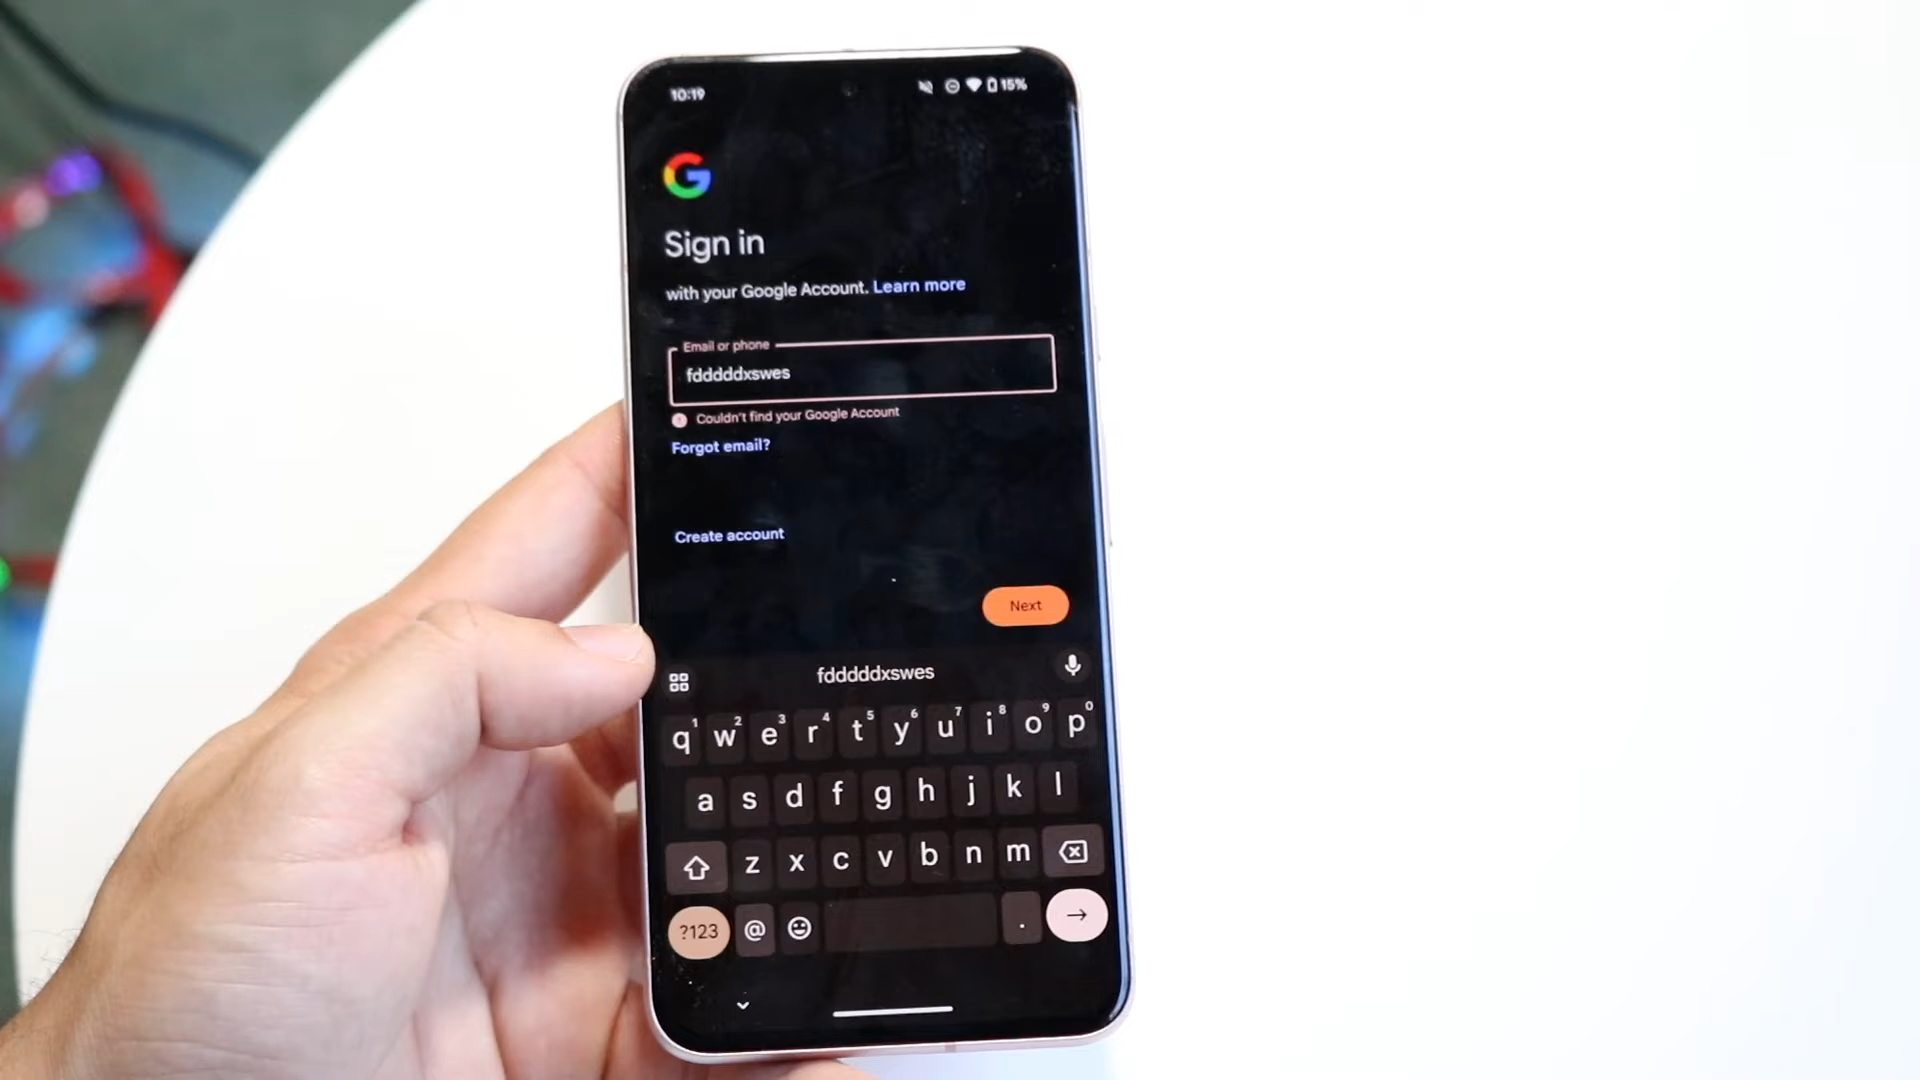 10:19 15%
Sign in
with your Google Account. Learn more
Email or phone
fdddddxswes
Couldn't find your Google Account
Forgot email?
Create account
Next
fdddddxswes
q1 w2 e3 r4 t5 y6 u7 i8 o9 p0
a s d f g h j k l
z x c v b n m
?123 @ .